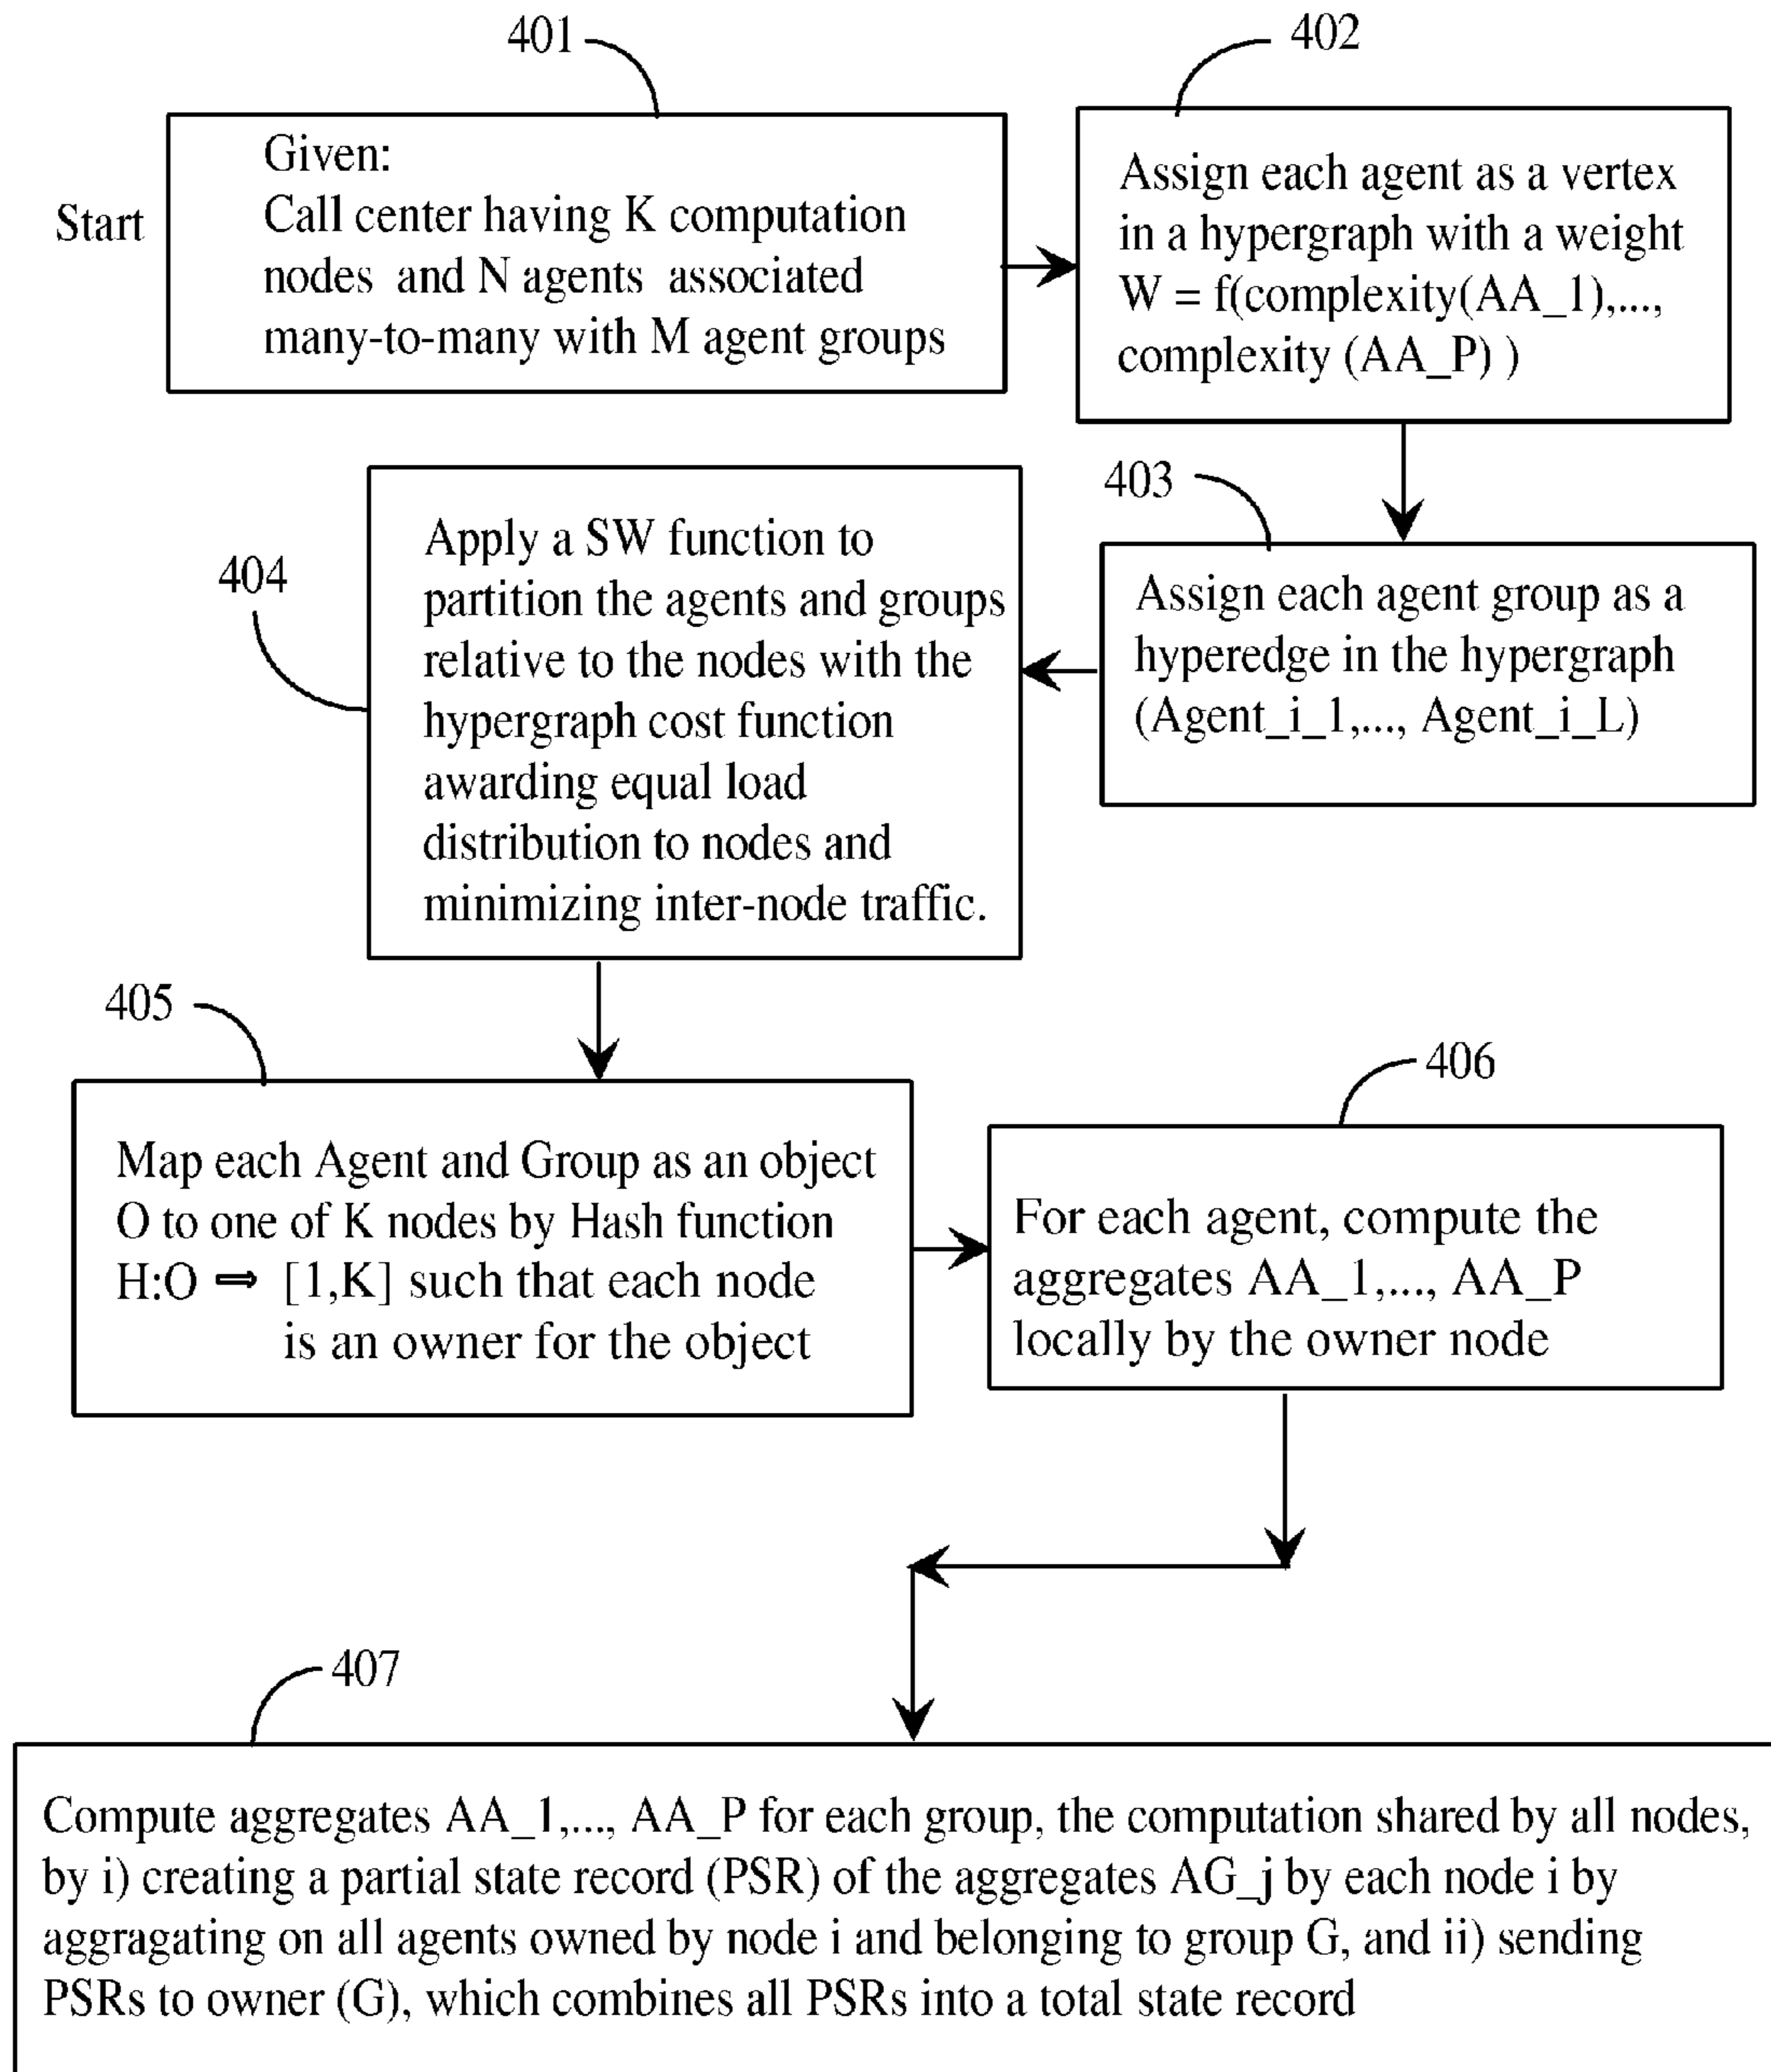 401
402
Start
Given:
Call center having K computation
nodes and N agents associated
many-to-many with M agent groups
Assign each agent as a vertex
in a hypergraph with a weight
W = f(complexity(AA_1),...,
complexity (AA_P) )
403
Assign each agent group as a
hyperedge in the hypergraph
(Agent_i_1,..., Agent_i_L)
404
Apply a SW function to
partition the agents and groups
relative to the nodes with the
hypergraph cost function
awarding equal load
distribution to nodes and
minimizing inter-node traffic.
405
Map each Agent and Group as an object
O to one of K nodes by Hash function
H:O ⇒ [1,K] such that each node
is an owner for the object
406
For each agent, compute the
aggregates AA_1,..., AA_P
locally by the owner node
407
Compute aggregates AA_1,..., AA_P for each group, the computation shared by all nodes,
by i) creating a partial state record (PSR) of the aggregates AG_j by each node i by
aggragating on all agents owned by node i and belonging to group G, and ii) sending
PSRs to owner (G), which combines all PSRs into a total state record